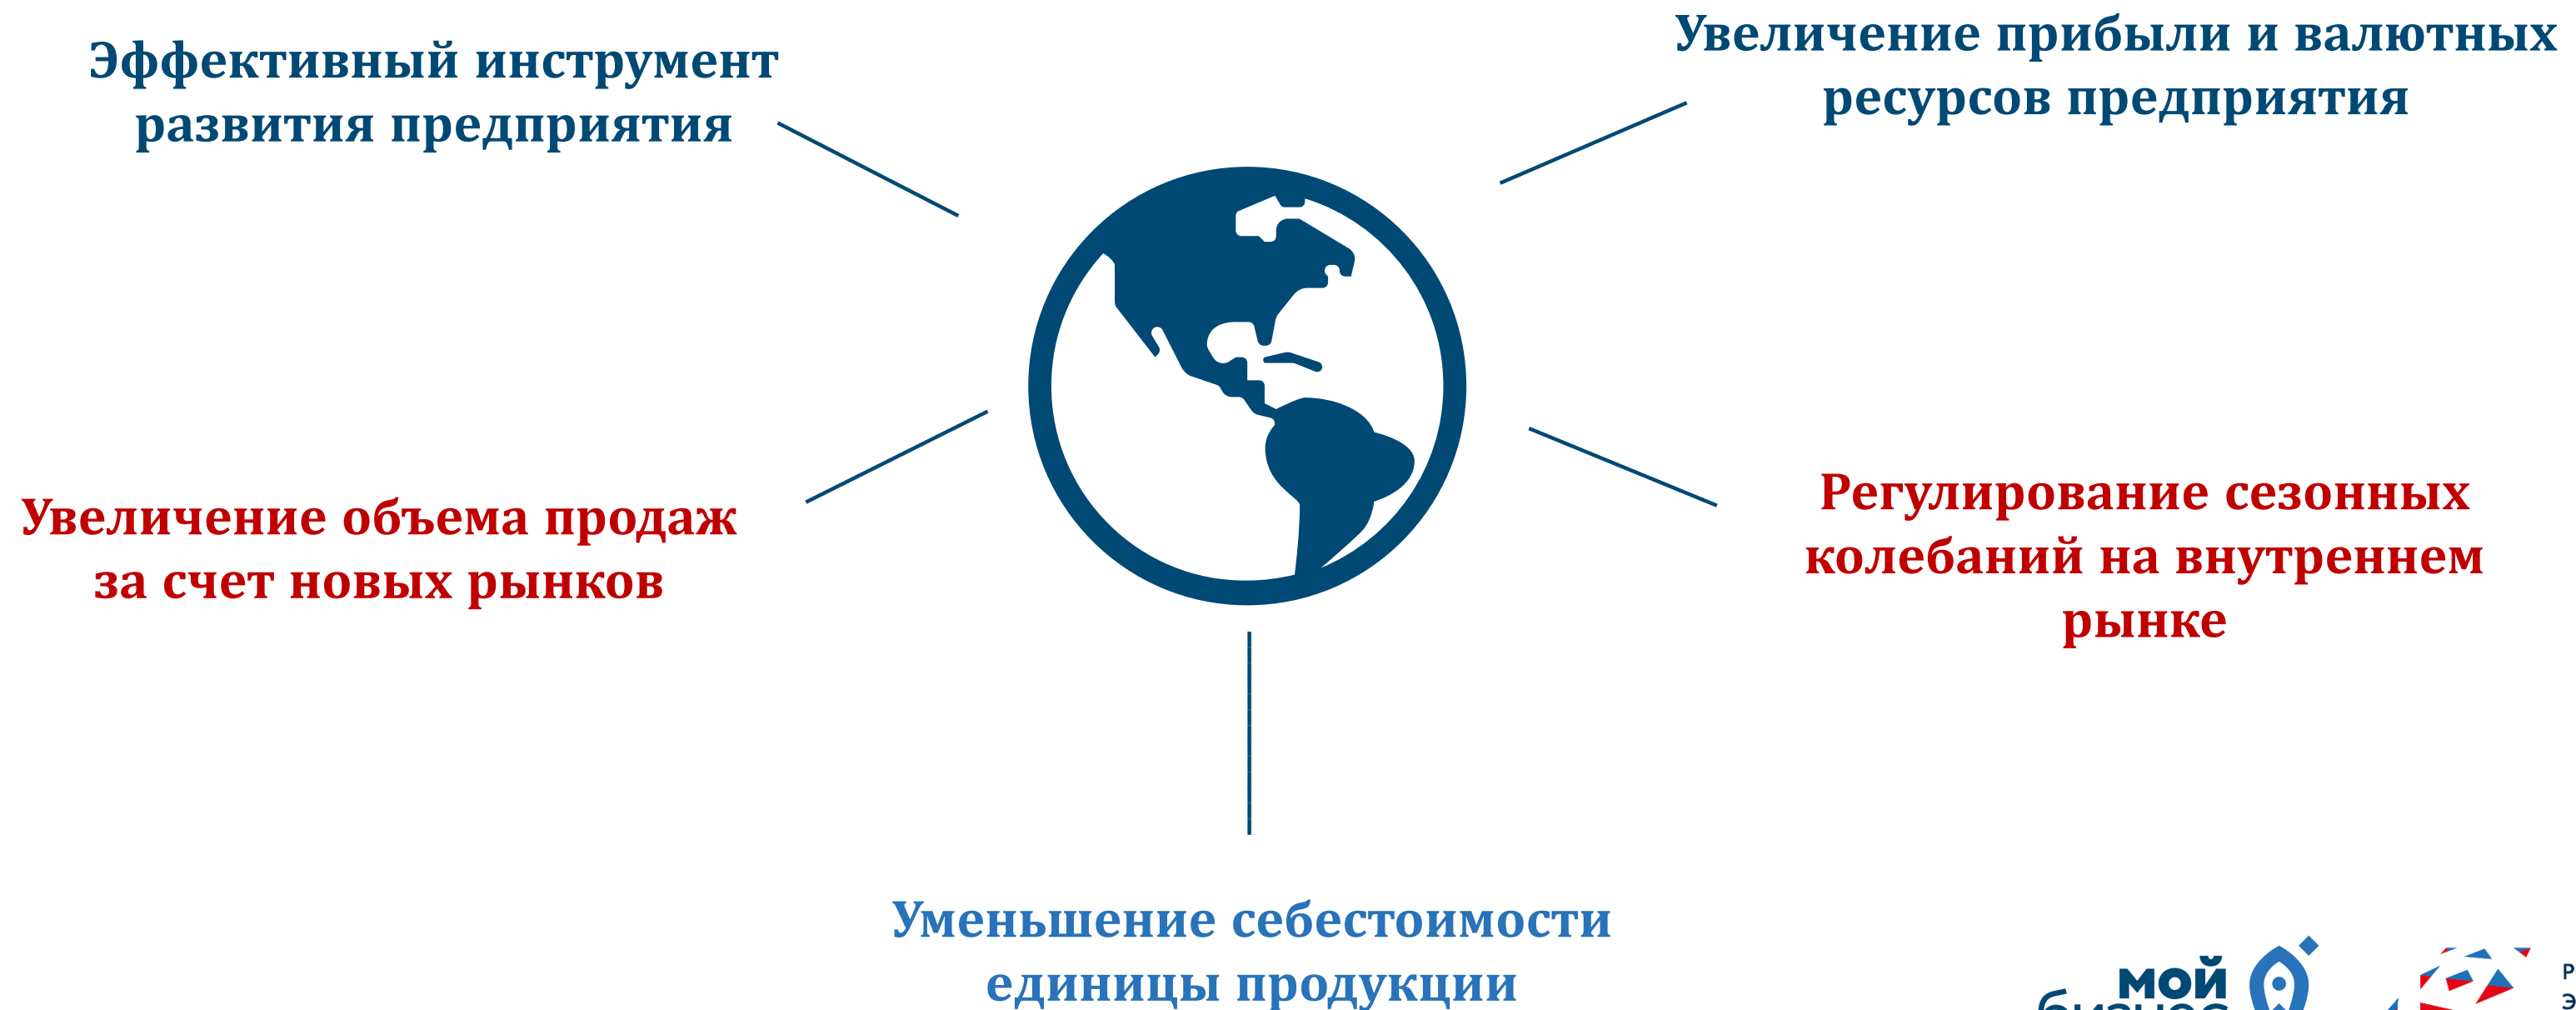 Эффективный инструмент
развития предприятия
Увеличение прибыли и валютных
ресурсов предприятия
Увеличение объема продаж
за счет новых рынков
Регулирование сезонных
колебаний на внутреннем
рынке
Уменьшение себестоимости
единицы продукции
мой
бизнес